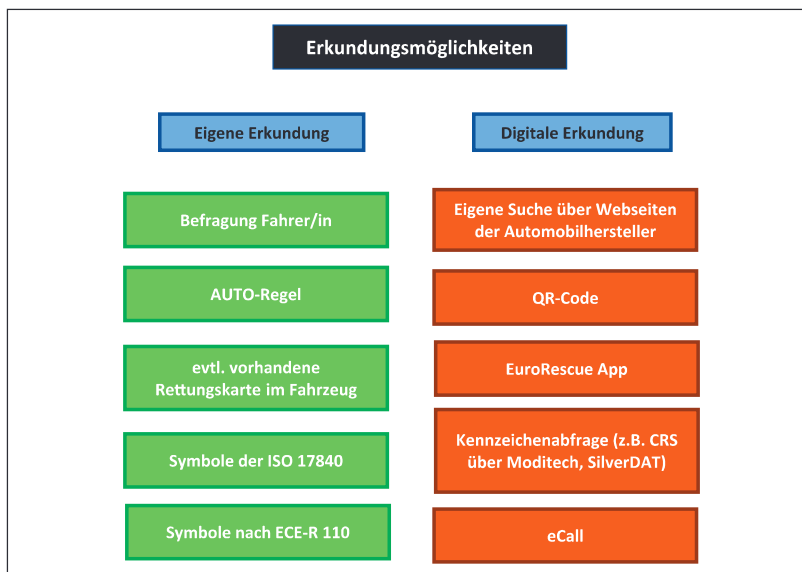 Erkundungsmöglichkeiten
Eigene Erkundung
Befragung Fahrer/in
AUTO-Regel
evtl. vorhandene
Rettungskarte im Fahrzeug
Symbole der ISO 17840
Symbole nach ECE-R 110
Digitale Erkundung
Eigene Suche über Webseiten
der Automobilhersteller
QR-Code
EuroRescue App
Kennzeichenabfrage (z.B. CRS
über Moditech, SilverDAT)
eCall